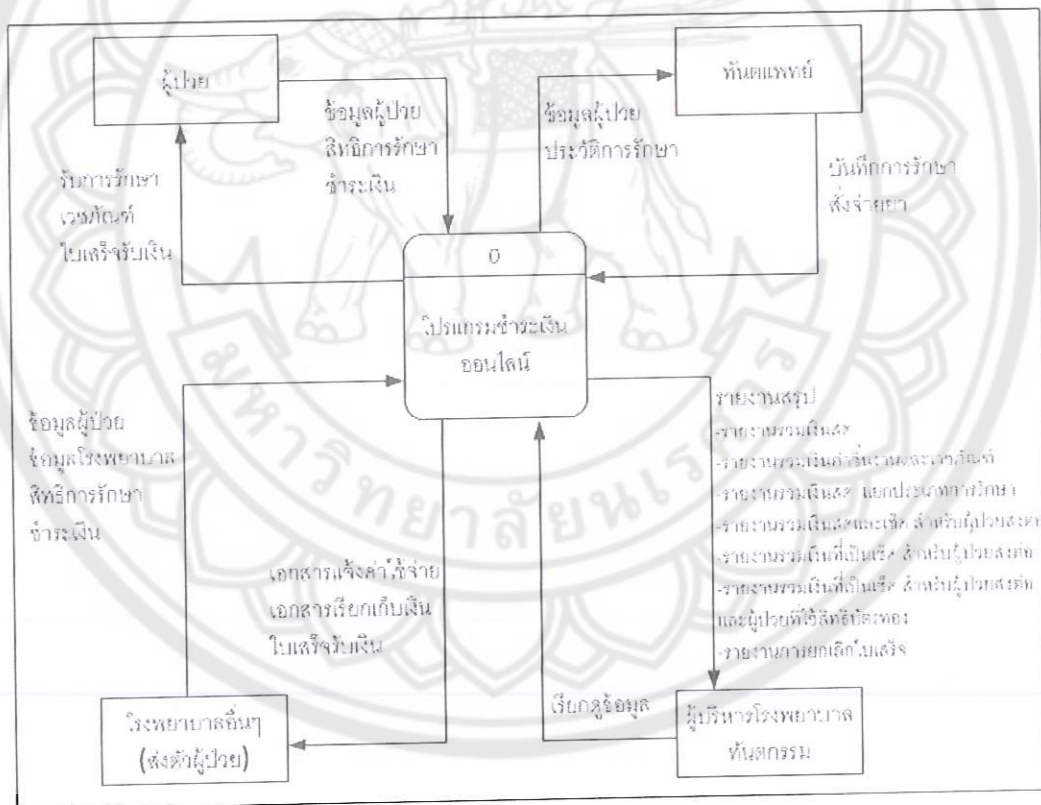 ผู้ป่วย
ทันตแพทย์
ข้อมูลผู้ป่วย
สิทธิการรักษา
ชำระเงิน
ข้อมูลผู้ป่วย
ประวัติการรักษา
รับการรักษา
เวชภัณฑ์
ใบเสร็จรับเงิน
บันทึกการรักษา
สั่งจ่ายยา
0
โปรแกรมชำระเงิน
ออนไลน์
มหาวิทยาลัยนเรศวร
ข้อมูลผู้ป่วย
ข้อมูลโรงพยาบาล
สิทธิการรักษา
ชำระเงิน
รายงานสรุป
-รายงานรวมเงินสด
-รายงานรวมเงินค่าชิ้นงานและเวชภัณฑ์
-รายงานรวมเงินสด แยกประเภทการรักษา
-รายงานรวมเงินสดและเช็ค สำหรับผู้ป่วยส่งต่อ
-รายงานรวมเงินที่เป็นเช็ค สำหรับผู้ป่วยส่งต่อ
-รายงานรวมเงินที่เป็นเช็ค สำหรับผู้ป่วยส่งต่อ
และผู้ป่วยที่ใช้สิทธิบัตรทอง
-รายงานการยกเลิกใบเสร็จ
เอกสารแจ้งค่าใช้จ่าย
เอกสารเรียกเก็บเงิน
ใบเสร็จรับเงิน
โรงพยาบาลอื่นๆ
(ส่งตัวผู้ป่วย)
เรียกดูข้อมูล
ผู้บริหารโรงพยาบาล
ทันตกรรม